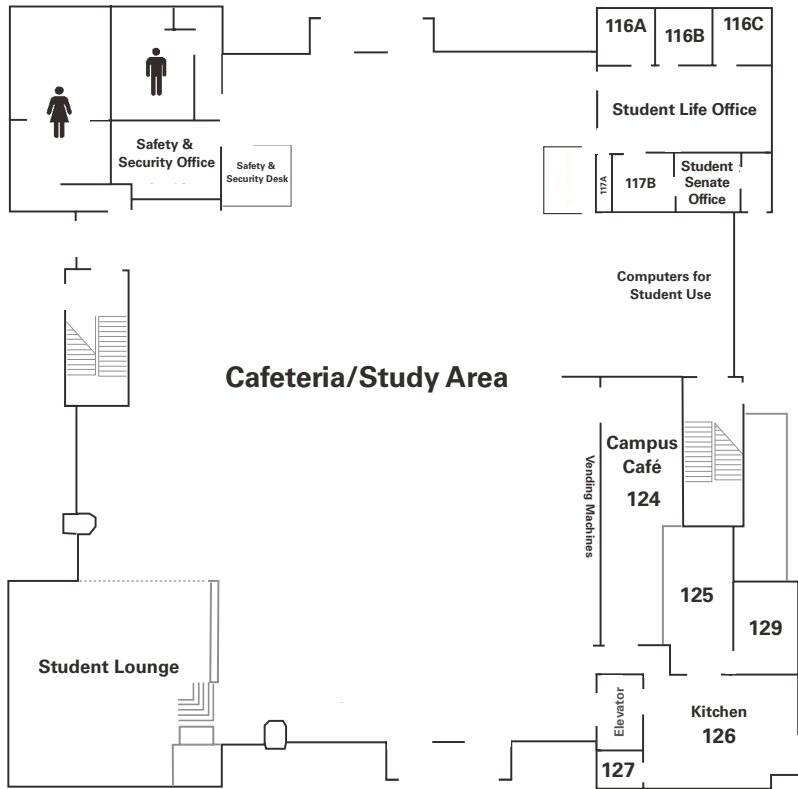 116A
116B
116C
Student Life Office
Safety &
Security Office
Safety &
Security Desk
117A
117B
Student
Senate
Office
Computers for
Student Use
Cafeteria/Study Area
Campus
Café
124
Vending Machines
125
129
Student Lounge
Elevator
Kitchen
126
127